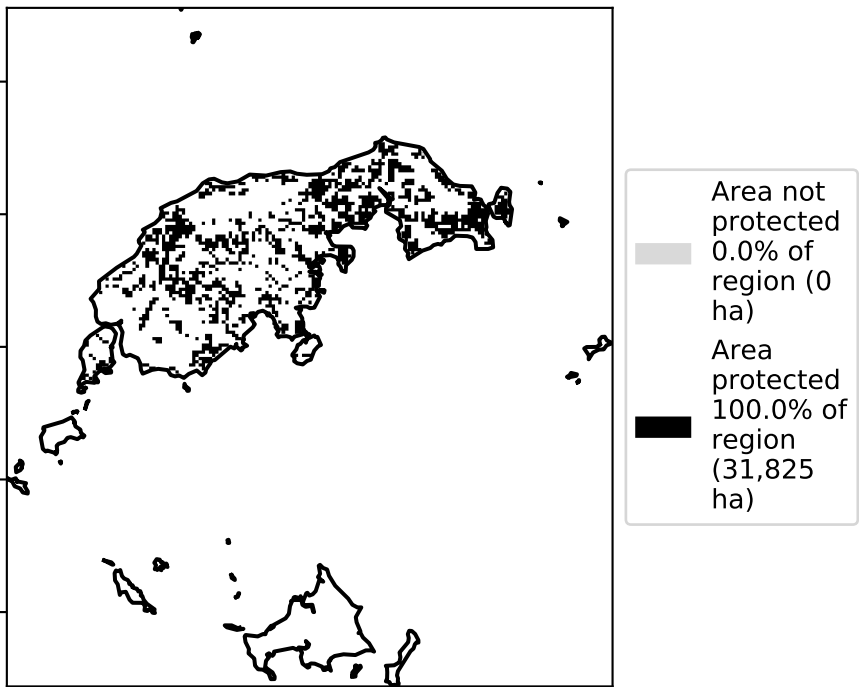 Area not
protected
0.0% of
region (0
ha)
Area
protected
100.0% of
region
(31,825
ha)